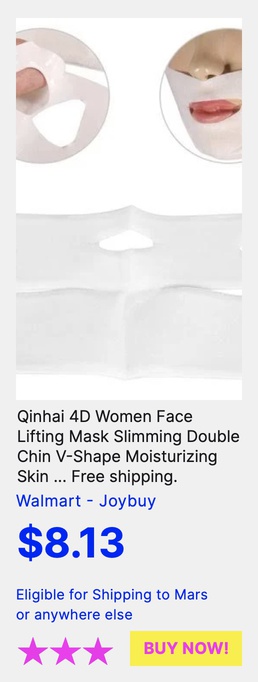 Qinhai 4D Women Face
Lifting Mask Slimming Double
Chin V-Shape Moisturizing
Skin ... Free shipping.
Walmart - Joybuy
$8.13
Eligible for Shipping to Mars
or anywhere else
BUY NOW!